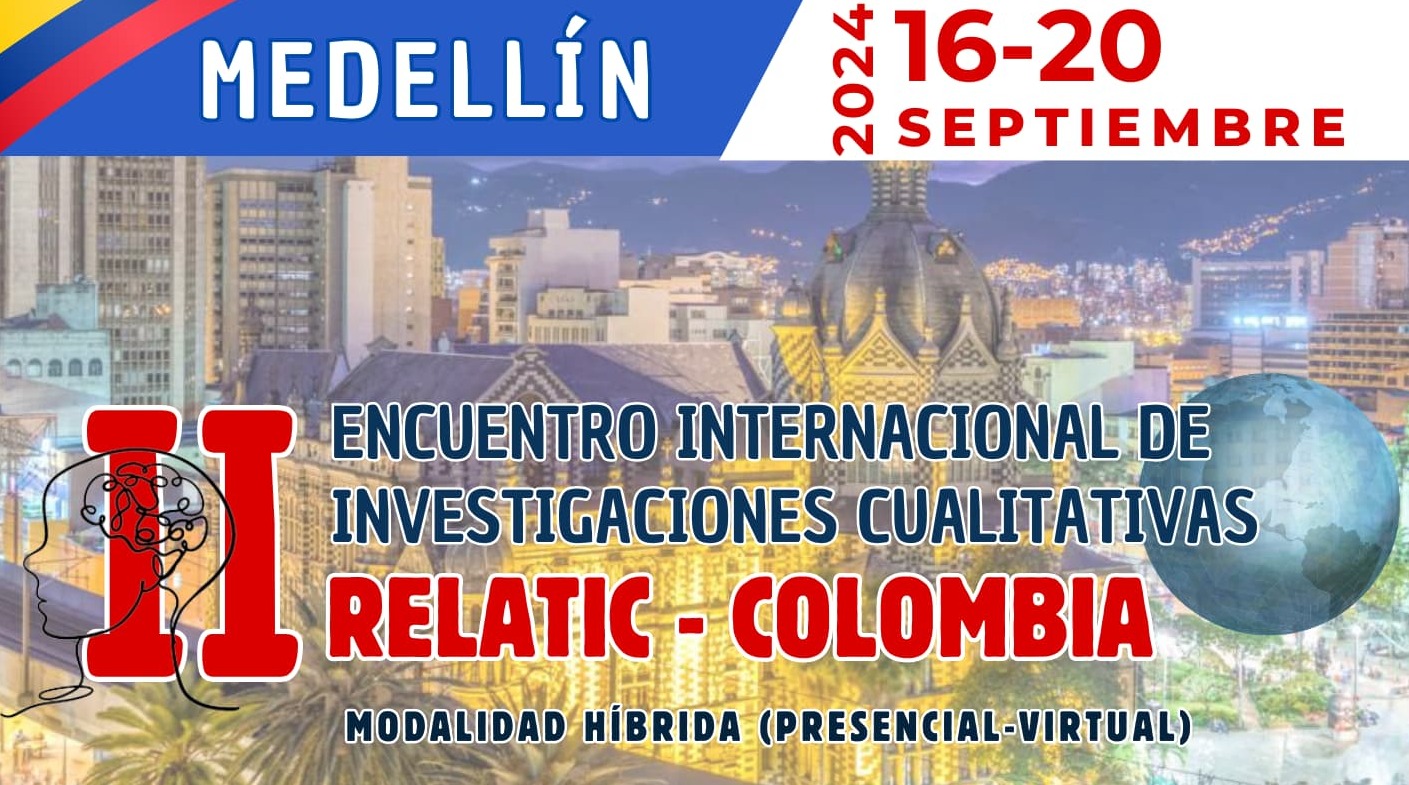 MEDELLÍN
2024
16-20
SEPTIEMBRE
II
ENCUENTRO INTERNACIONAL DE
INVESTIGACIONES CUALITATIVAS
RELATIC - COLOMBIA
MODALIDAD HÍBRIDA (PRESENCIAL-VIRTUAL)